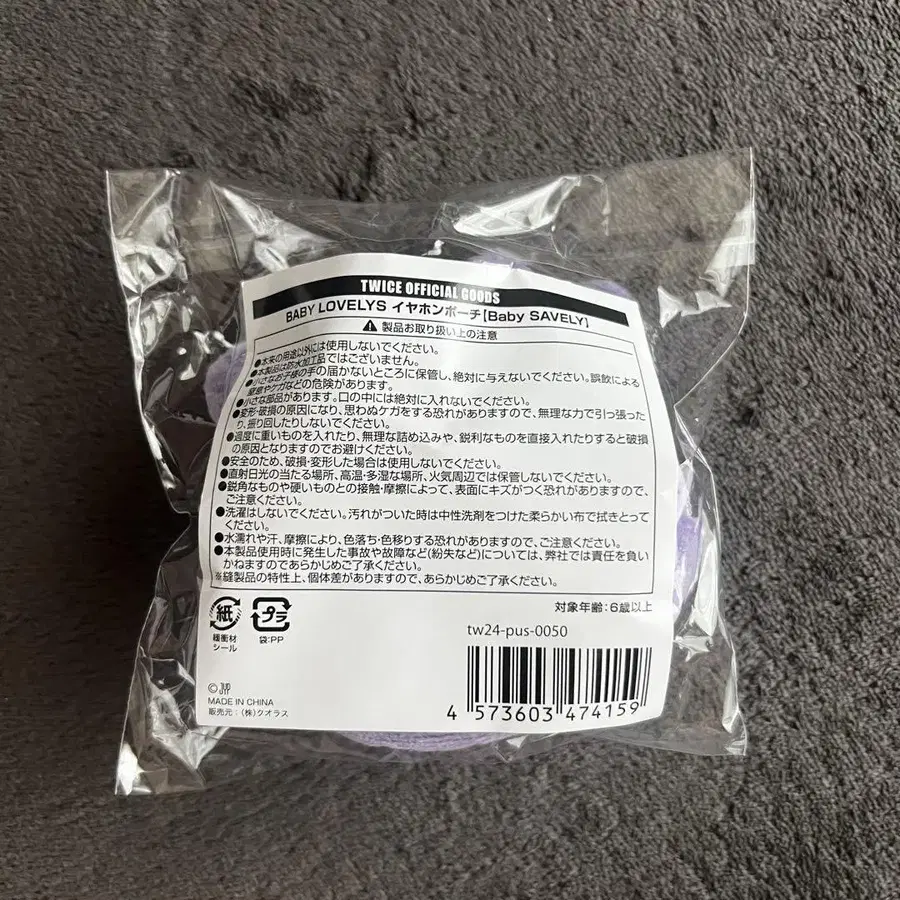 TWICE OFFICIAL GOODS
BABY LOVELYS イヤホンポーチ【Baby SAVELY】
⚠ 製品お取り扱い上の注意
●本来の用途以外には使用しないでください。
●本製品は防水加工品ではございません。
●小さなお子様の手の届かないところに保管し、絶対に与えないでください。誤飲による
窒息やケガなどの危険があります。
●小さな部品があります。口の中には絶対に入れないでください。
●変形・破損の原因になり、思わぬケガをする恐れがありますので、無理な力で引っ張った
り、振り回したりしないでください。
●過度に重いものを入れたり、無理な詰め込みや、鋭利なものを直接入れたりすると破損
の原因となりますのでお避けください。
●安全のため、破損・変形した場合は使用しないでください。
●直射日光の当たる場所、高温・多湿な場所、火気周辺では保管しないでください。
●鋭角なものや硬いものとの接触・摩擦によって、表面にキズがつく恐れがありますので、
ご注意ください。
●洗濯はしないでください。汚れがついた時は中性洗剤をつけた柔らかい布で拭きとって
ください。
●水濡れや汗、摩擦により、色落ち・色移りする恐れがありますので、ご注意ください。
●本製品使用時に発生した事故や故障など(紛失など)については、弊社では責任を負い
かねますのであらかじめご了承ください。
※縫製品の特性上、個体差がありますので、あらかじめご了承ください。
対象年齢:6歳以上
紙 プラ
緩衝材
シール
袋:PP
tw24-pus-0050
© JYP
MADE IN CHINA
販売元:(株)クオラス
4 573603 474159